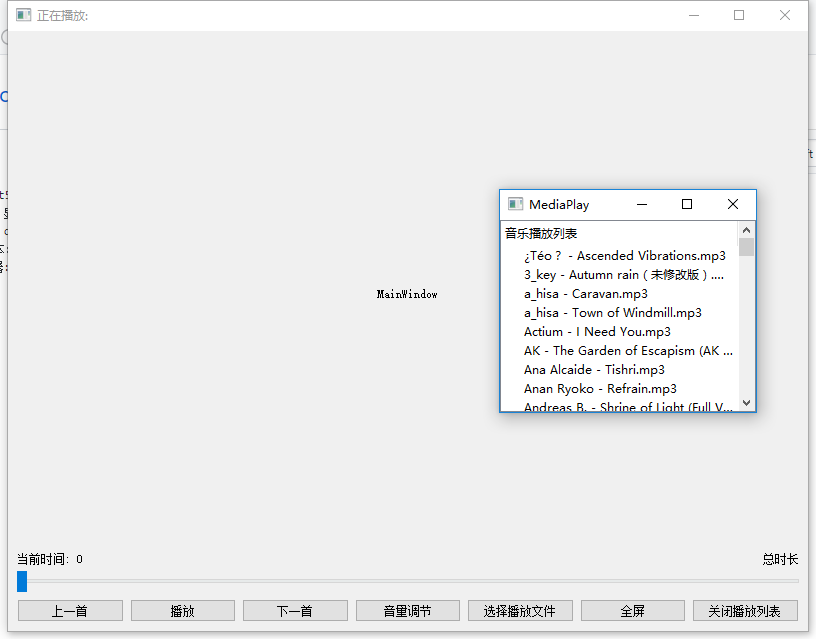 正在播放:
MediaPlay
音乐播放列表
¿Téo？ - Ascended Vibrations.mp3
3_key - Autumn rain（未修改版）....
a_hisa - Caravan.mp3
a_hisa - Town of Windmill.mp3
Actium - I Need You.mp3
AK - The Garden of Escapism (AK ...
Ana Alcaide - Tishri.mp3
Anan Ryoko - Refrain.mp3
Andreas B. - Shrine of Light (Full V...
MainWindow
当前时间: 0
总时长
上一首
播放
下一首
音量调节
选择播放文件
全屏
关闭播放列表